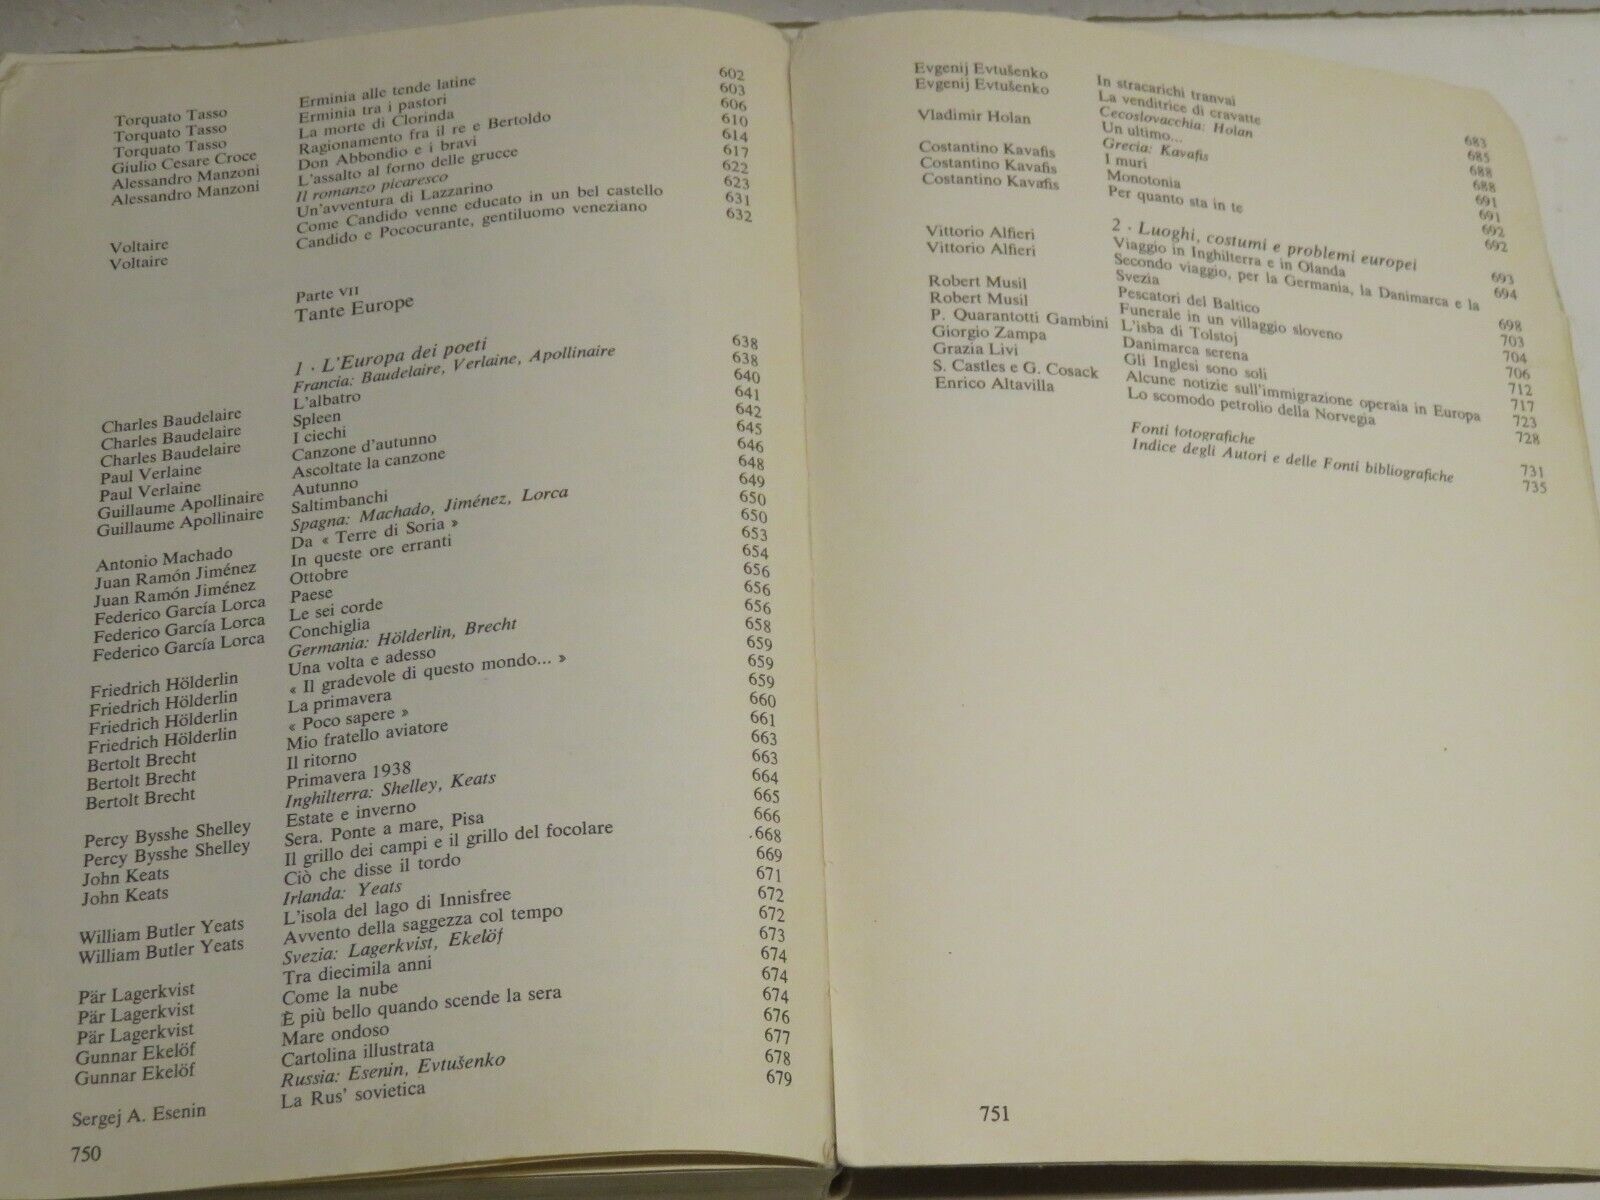 Torquato Tasso Erminia alle tende latine 602
Torquato Tasso Erminia tra i pastori 603
Torquato Tasso La morte di Clorinda 606
Giulio Cesare Croce Ragionamento fra il re e Bertoldo 610
Alessandro Manzoni Don Abbondio e i bravi 614
Alessandro Manzoni L'assalto al forno delle grucce 617
Il romanzo picaresco 622
Un'avventura di Lazzarino 623
Voltaire Come Candido venne educato in un bel castello 631
Voltaire Candido e Pococurante, gentiluomo veneziano 632
Parte VII
Tante Europe
1 · L'Europa dei poeti 638
Francia: Baudelaire, Verlaine, Apollinaire 638
Charles Baudelaire L'albatro 640
Charles Baudelaire Spleen 641
Charles Baudelaire I ciechi 642
Paul Verlaine Canzone d'autunno 645
Paul Verlaine Ascoltate la canzone 646
Guillaume Apollinaire Autunno 648
Guillaume Apollinaire Saltimbanchi 649
Spagna: Machado, Jiménez, Lorca 650
Antonio Machado Da « Terre di Soria » 650
Juan Ramón Jiménez In queste ore erranti 653
Juan Ramón Jiménez Ottobre 654
Federico García Lorca Paese 656
Federico García Lorca Le sei corde 656
Federico García Lorca Conchiglia 656
Germania: Hölderlin, Brecht 658
Friedrich Hölderlin Una volta e adesso 659
Friedrich Hölderlin « Il gradevole di questo mondo... » 659
Friedrich Hölderlin La primavera 659
Friedrich Hölderlin « Poco sapere » 660
Bertolt Brecht Mio fratello aviatore 661
Bertolt Brecht Il ritorno 663
Bertolt Brecht Primavera 1938 663
Inghilterra: Shelley, Keats 664
Percy Bysshe Shelley Estate e inverno 665
Percy Bysshe Shelley Sera. Ponte a mare, Pisa 666
John Keats Il grillo dei campi e il grillo del focolare 668
John Keats Ciò che disse il tordo 669
Irlanda: Yeats 671
William Butler Yeats L'isola del lago di Innisfree 672
William Butler Yeats Avvento della saggezza col tempo 672
Svezia: Lagerkvist, Ekelöf 673
Pär Lagerkvist Tra diecimila anni 674
Pär Lagerkvist Come la nube 674
Pär Lagerkvist È più bello quando scende la sera 674
Gunnar Ekelöf Mare ondoso 676
Gunnar Ekelöf Cartolina illustrata 677
Russia: Esenin, Evtušenko 678
Sergej A. Esenin La Rus' sovietica 679
750
Evgenij Evtušenko In stracarichi tranvai 683
Evgenij Evtušenko La venditrice di cravatte 685
Cecoslovacchia: Holan 688
Vladimir Holan Un ultimo... 688
Grecia: Kavafis 691
Costantino Kavafis I muri 691
Costantino Kavafis Monotonia 692
Costantino Kavafis Per quanto sta in te 692
2 · Luoghi, costumi e problemi europei 693
Vittorio Alfieri Viaggio in Inghilterra e in Olanda 694
Vittorio Alfieri Secondo viaggio, per la Germania, la Danimarca e la
Svezia 698
Robert Musil Pescatori del Baltico 703
Robert Musil Funerale in un villaggio sloveno 704
P. Quarantotti Gambini L'isba di Tolstoj 706
Giorgio Zampa Danimarca serena 712
Grazia Livi Gli Inglesi sono soli 717
S. Castles e G. Cosack Alcune notizie sull'immigrazione operaia in Europa 723
Enrico Altavilla Lo scomodo petrolio della Norvegia 728
Fonti fotografiche 731
Indice degli Autori e delle Fonti bibliografiche 735
751